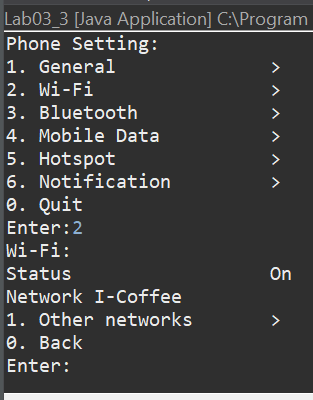 Lab03_3 [Java Application] C:\Program
Phone Setting:
1. General >
2. Wi-Fi >
3. Bluetooth >
4. Mobile Data >
5. Hotspot >
6. Notification >
0. Quit
Enter:2
Wi-Fi:
Status On
Network I-Coffee
1. Other networks >
0. Back
Enter: